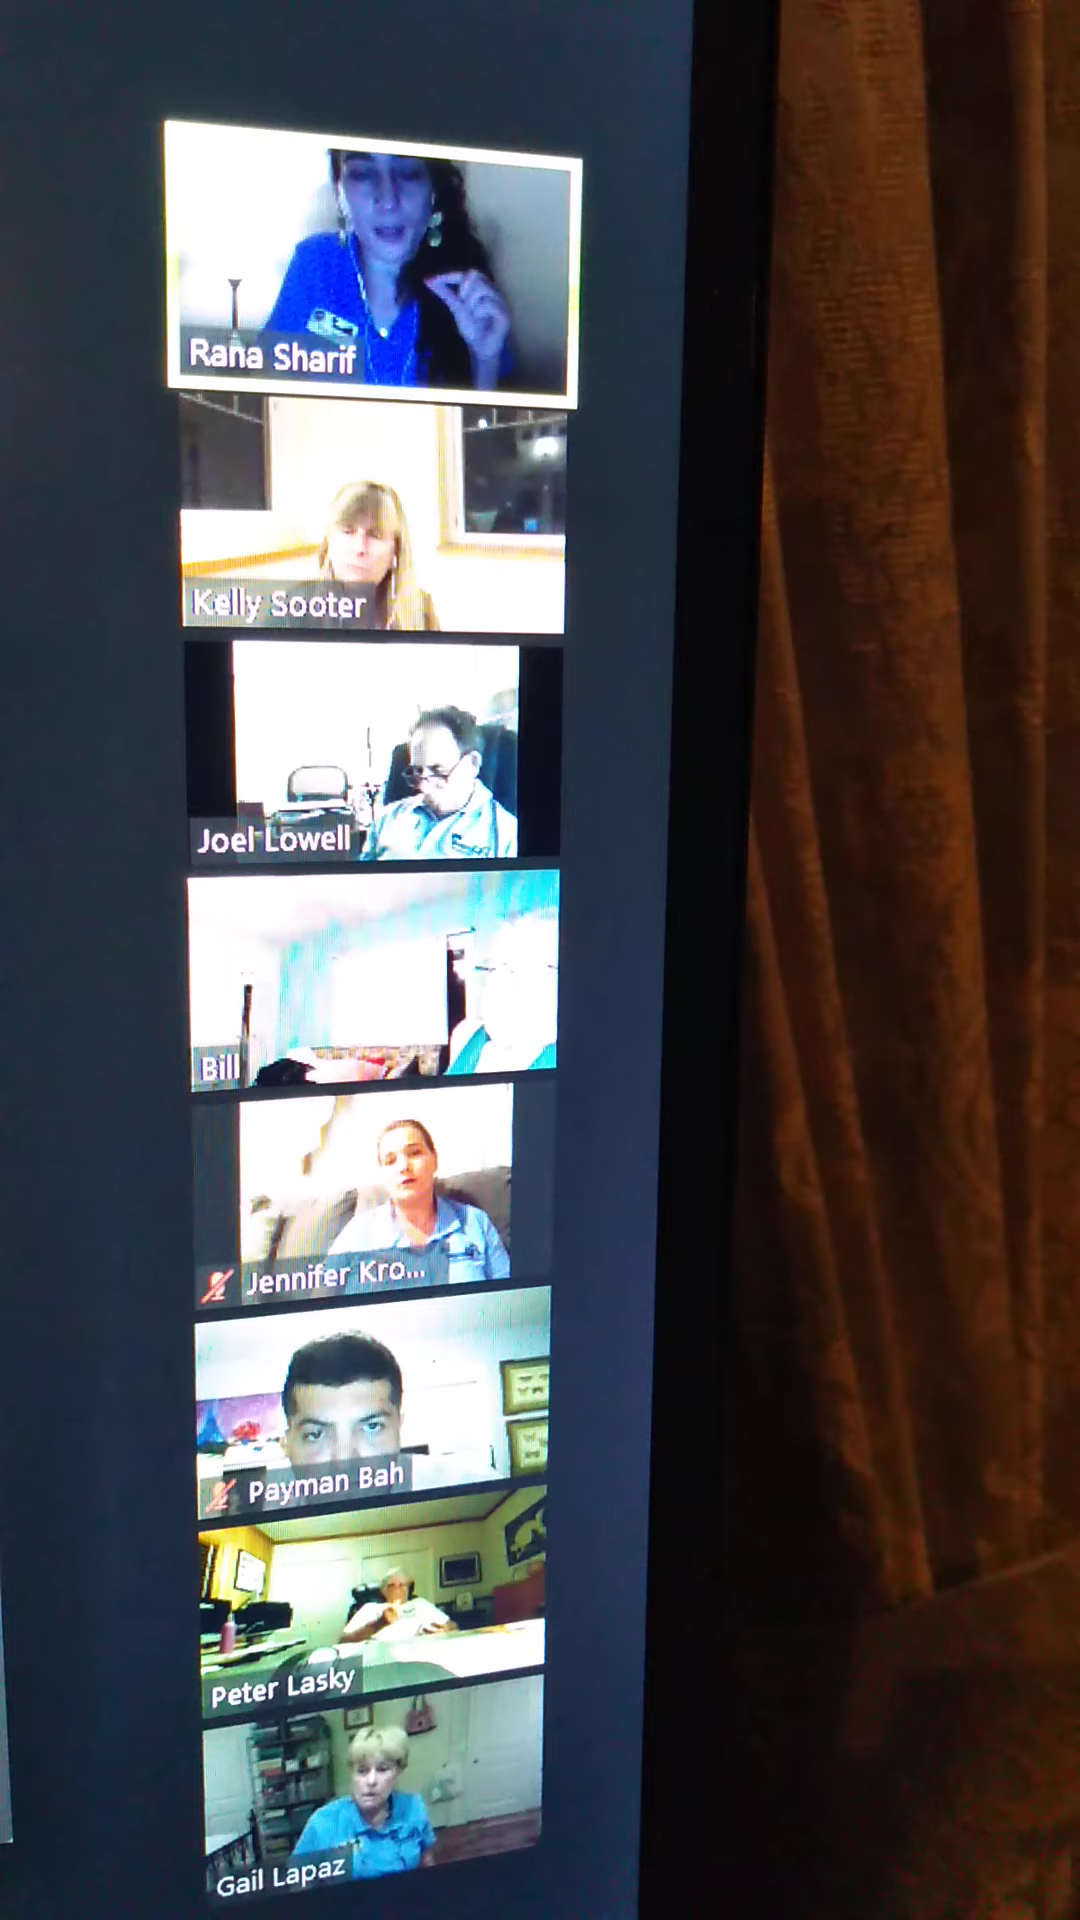 Rana Sharif
Kelly Sooter
Joel Lowell
Bill
Jennifer Kro...
Payman Bah
Peter Lasky
Gail Lapaz